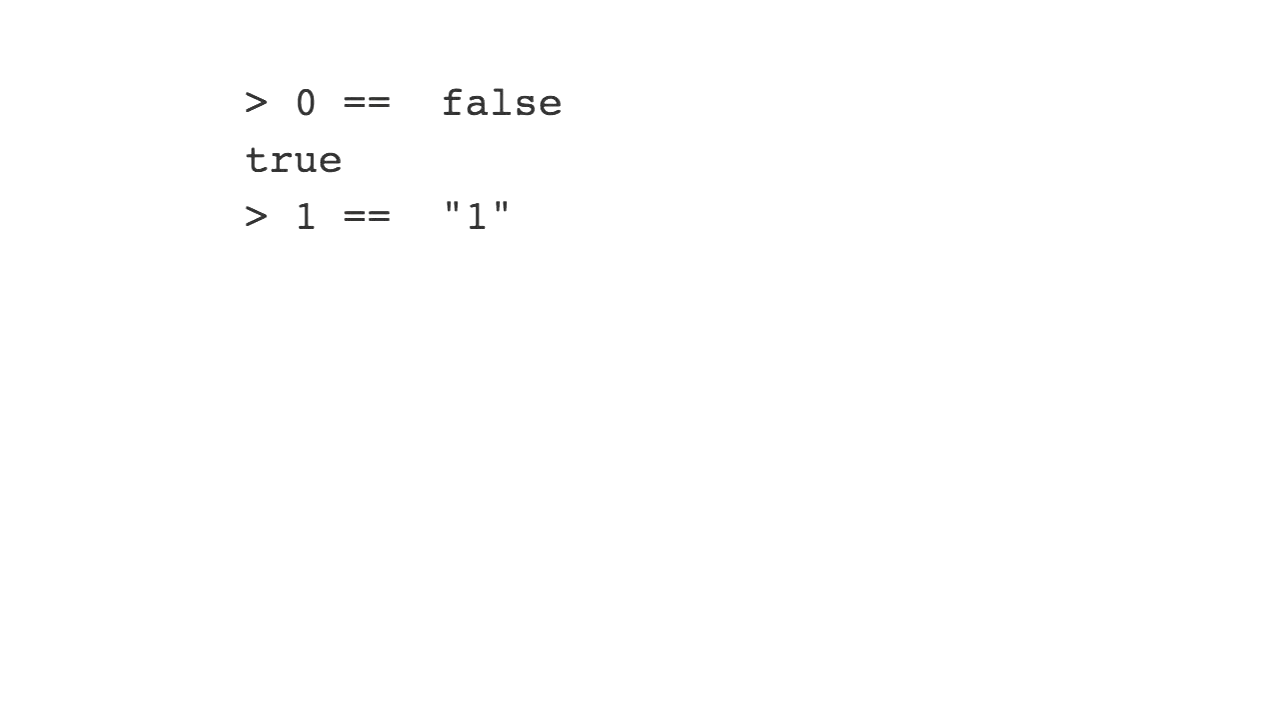 > 0 ==  false
true
> 1 ==  "1"